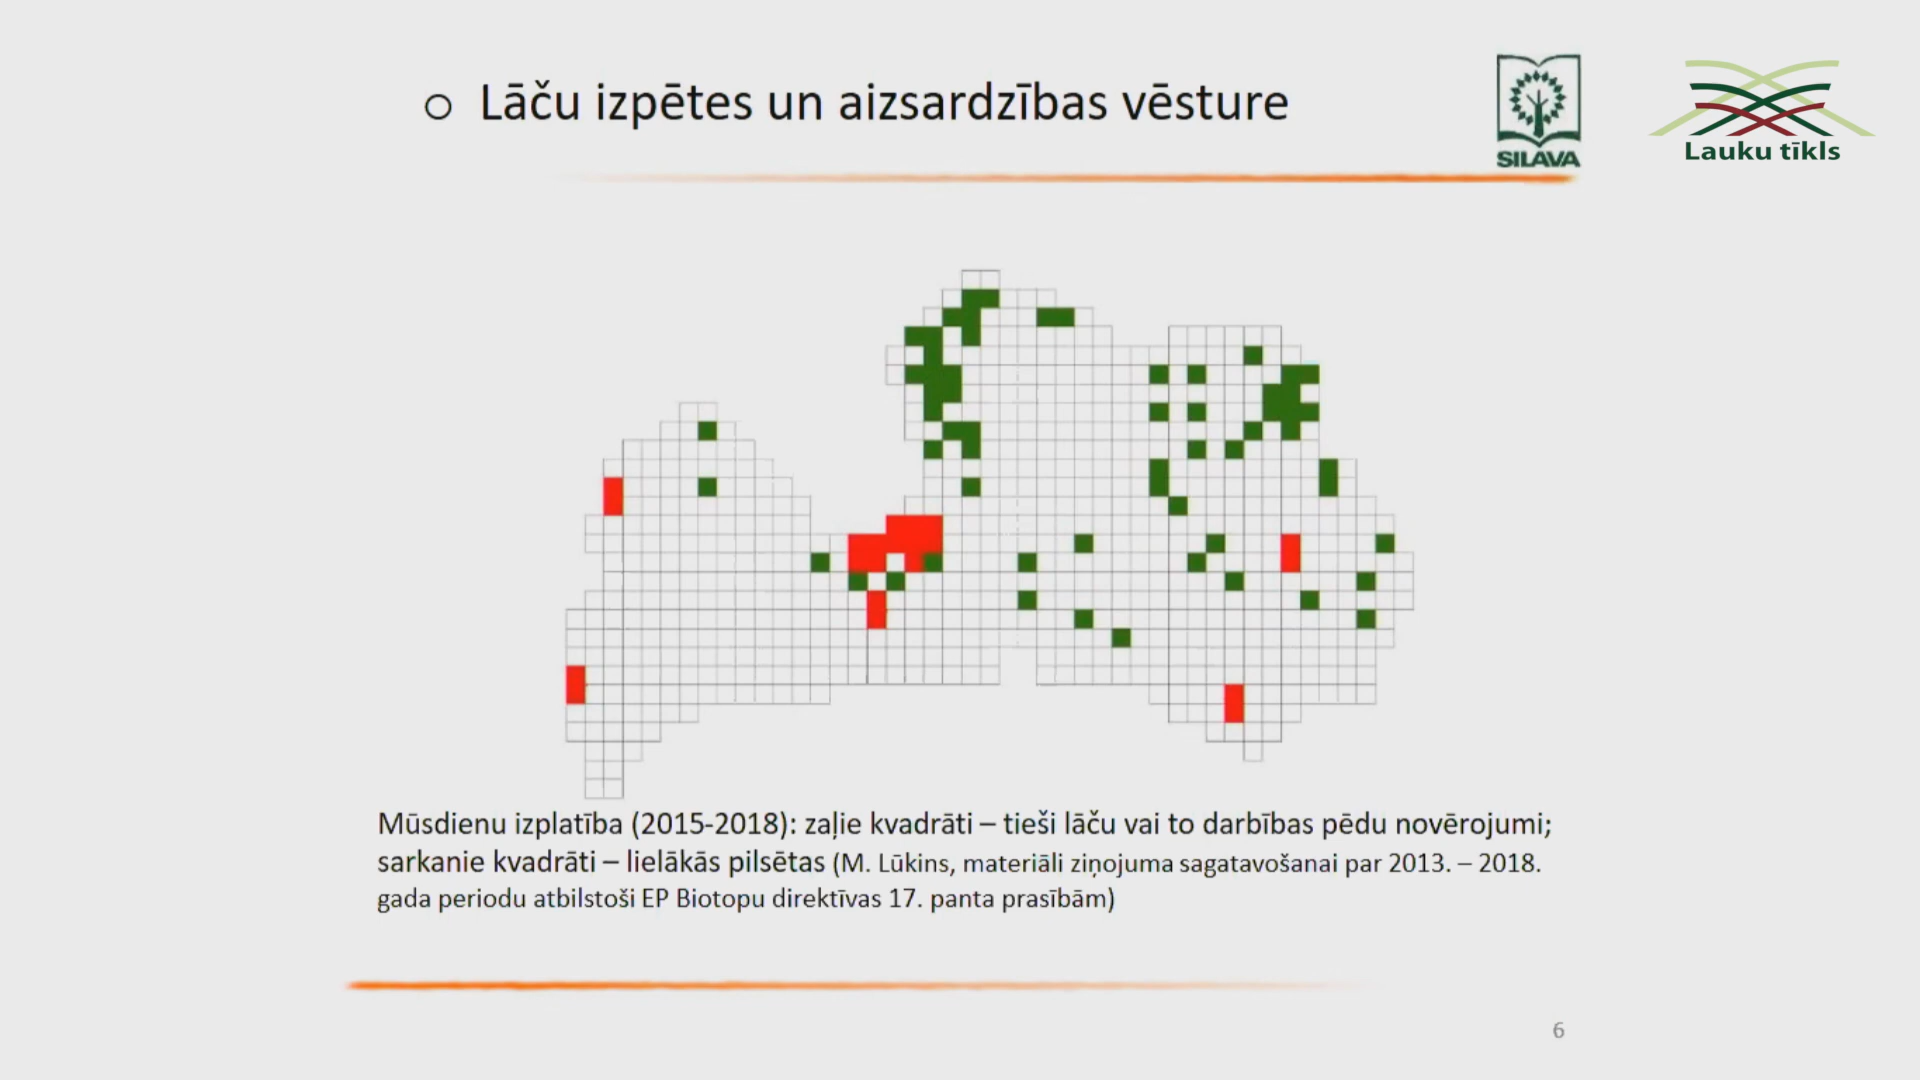 o Lāču izpētes un aizsardzības vēsture
SILAVA
Lauku tīkls
Mūsdienu izplatība (2015-2018): zaļie kvadrāti – tieši lāču vai to darbības pēdu novērojumi;
sarkanie kvadrāti – lielākās pilsētas (M. Lūkins, materiāli ziņojuma sagatavošanai par 2013. – 2018.
gada periodu atbilstoši EP Biotopu direktīvas 17. panta prasībām)
6